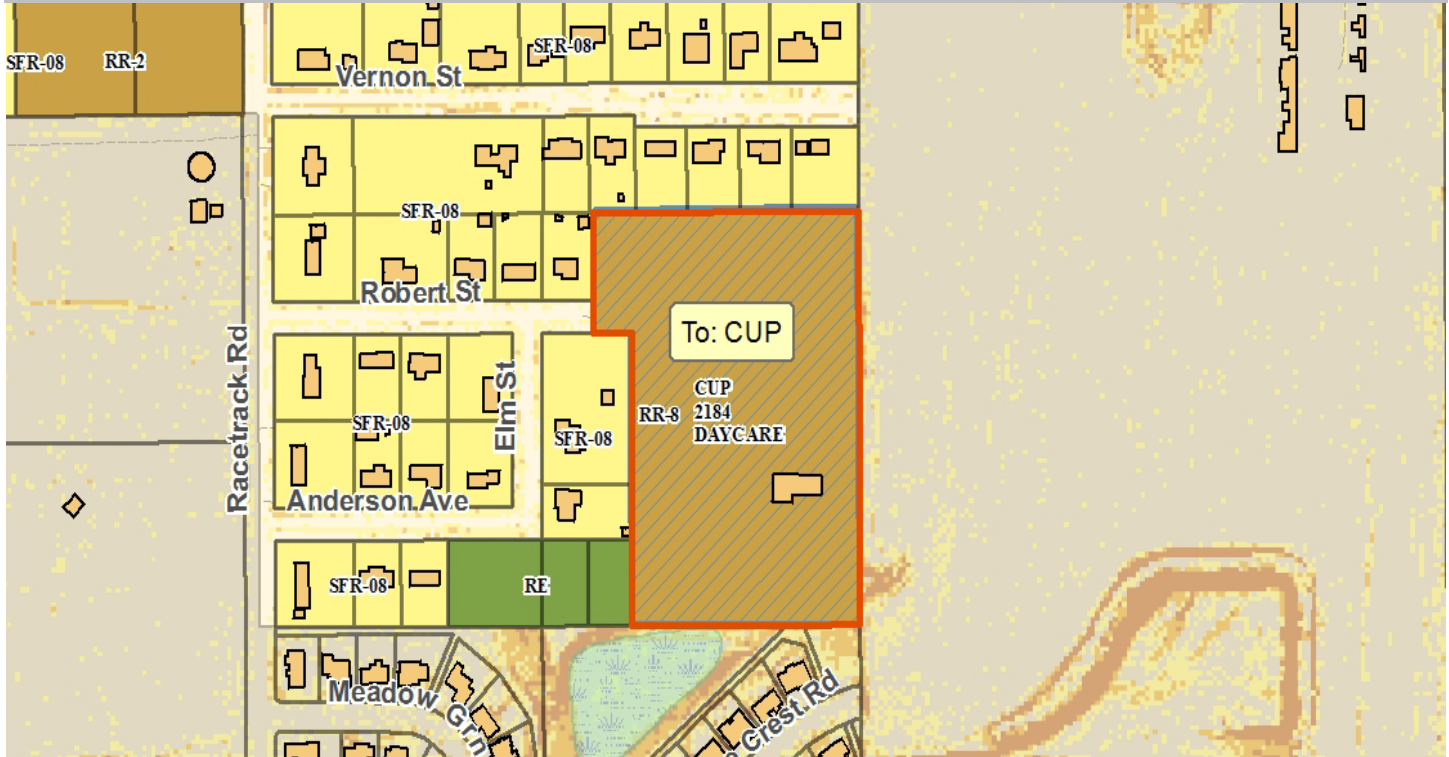 SFR-08
RR-2
SFR-08
Vernon St
SFR-08
Robert St
To: CUP
Racetrack Rd
Elm St
RR-8
CUP
2184
DAYCARE
SFR-08
SFR-08
Anderson Ave
SFR-08
RE
Meadow Grn
Crest Rd